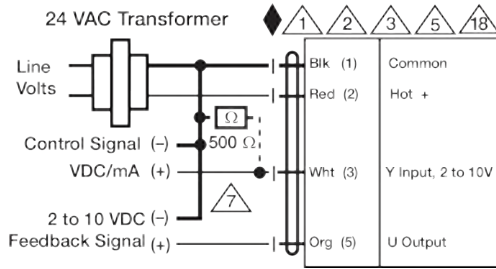 24 VAC Transformer
1 2 3 5 18
Line
Volts
Blk (1) Common
Red (2) Hot +
Ω
500 Ω
Control Signal (–)
VDC/mA (+)
Wht (3) Y Input, 2 to 10V
7
2 to 10 VDC (–)
Feedback Signal (+)
Org (5) U Output